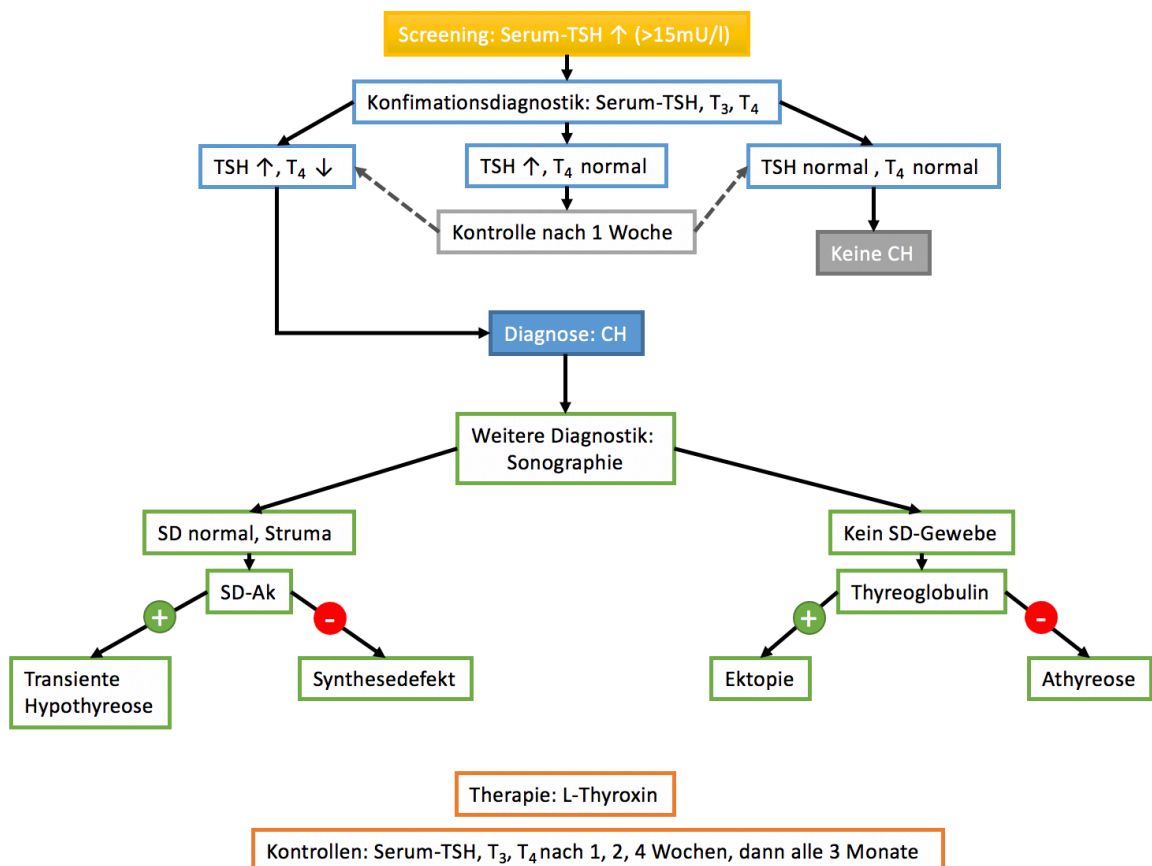 Screening: Serum-TSH ↑ (>15mU/l)
Konfimationsdiagnostik: Serum-TSH, T₃, T₄
TSH ↑, T₄ ↓
TSH ↑, T₄ normal
TSH normal , T₄ normal
Kontrolle nach 1 Woche
Keine CH
Diagnose: CH
Weitere Diagnostik:
Sonographie
SD normal, Struma
Kein SD-Gewebe
SD-Ak
Thyreoglobulin
+
-
+
-
Transiente
Hypothyreose
Synthesedefekt
Ektopie
Athyreose
Therapie: L-Thyroxin
Kontrollen: Serum-TSH, T₃, T₄ nach 1, 2, 4 Wochen, dann alle 3 Monate